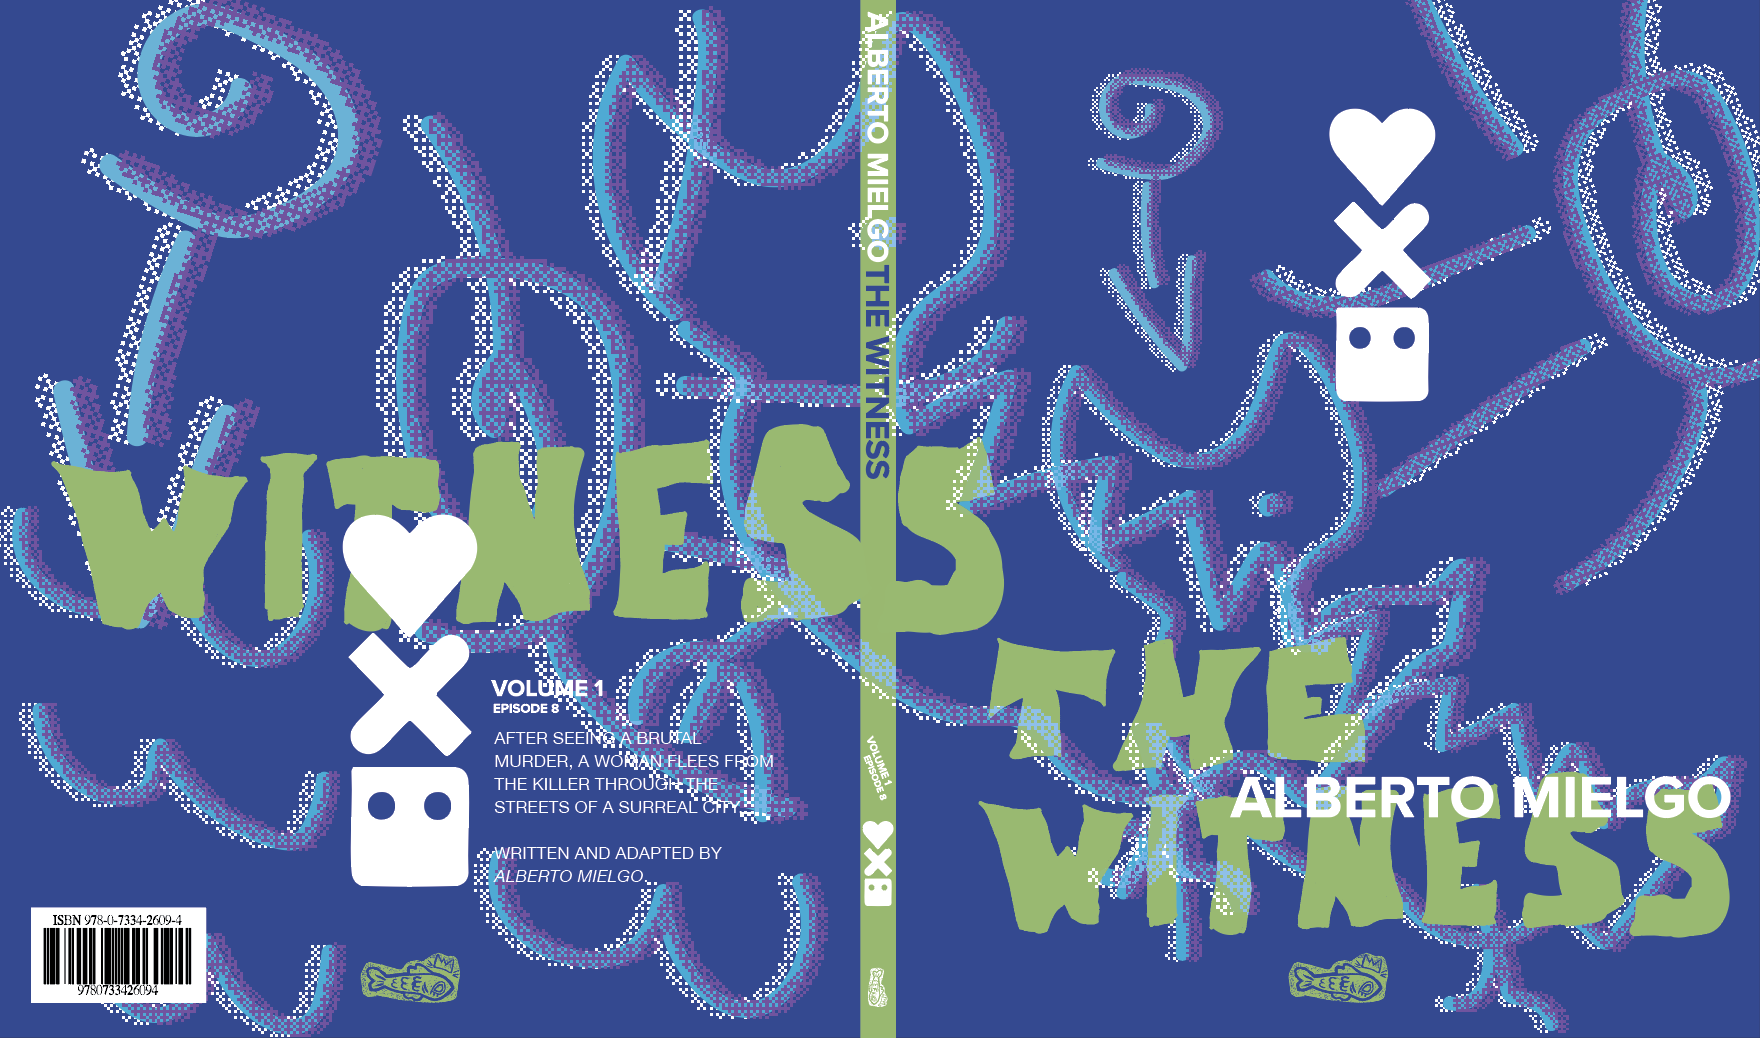 WITNESS
VOLUME 1
EPISODE 8
AFTER SEEING A BRUTAL
MURDER, A WOMAN FLEES FROM
THE KILLER THROUGH THE
STREETS OF A SURREAL CITY.
WRITTEN AND ADAPTED BY
ALBERTO MIELGO.
ISBN 978-0-7334-2609-4
9780733426094
ALBERTO MIELGO THE WITNESS
VOLUME 1
EPISODE 8
THE
WITNESS
ALBERTO MIELGO